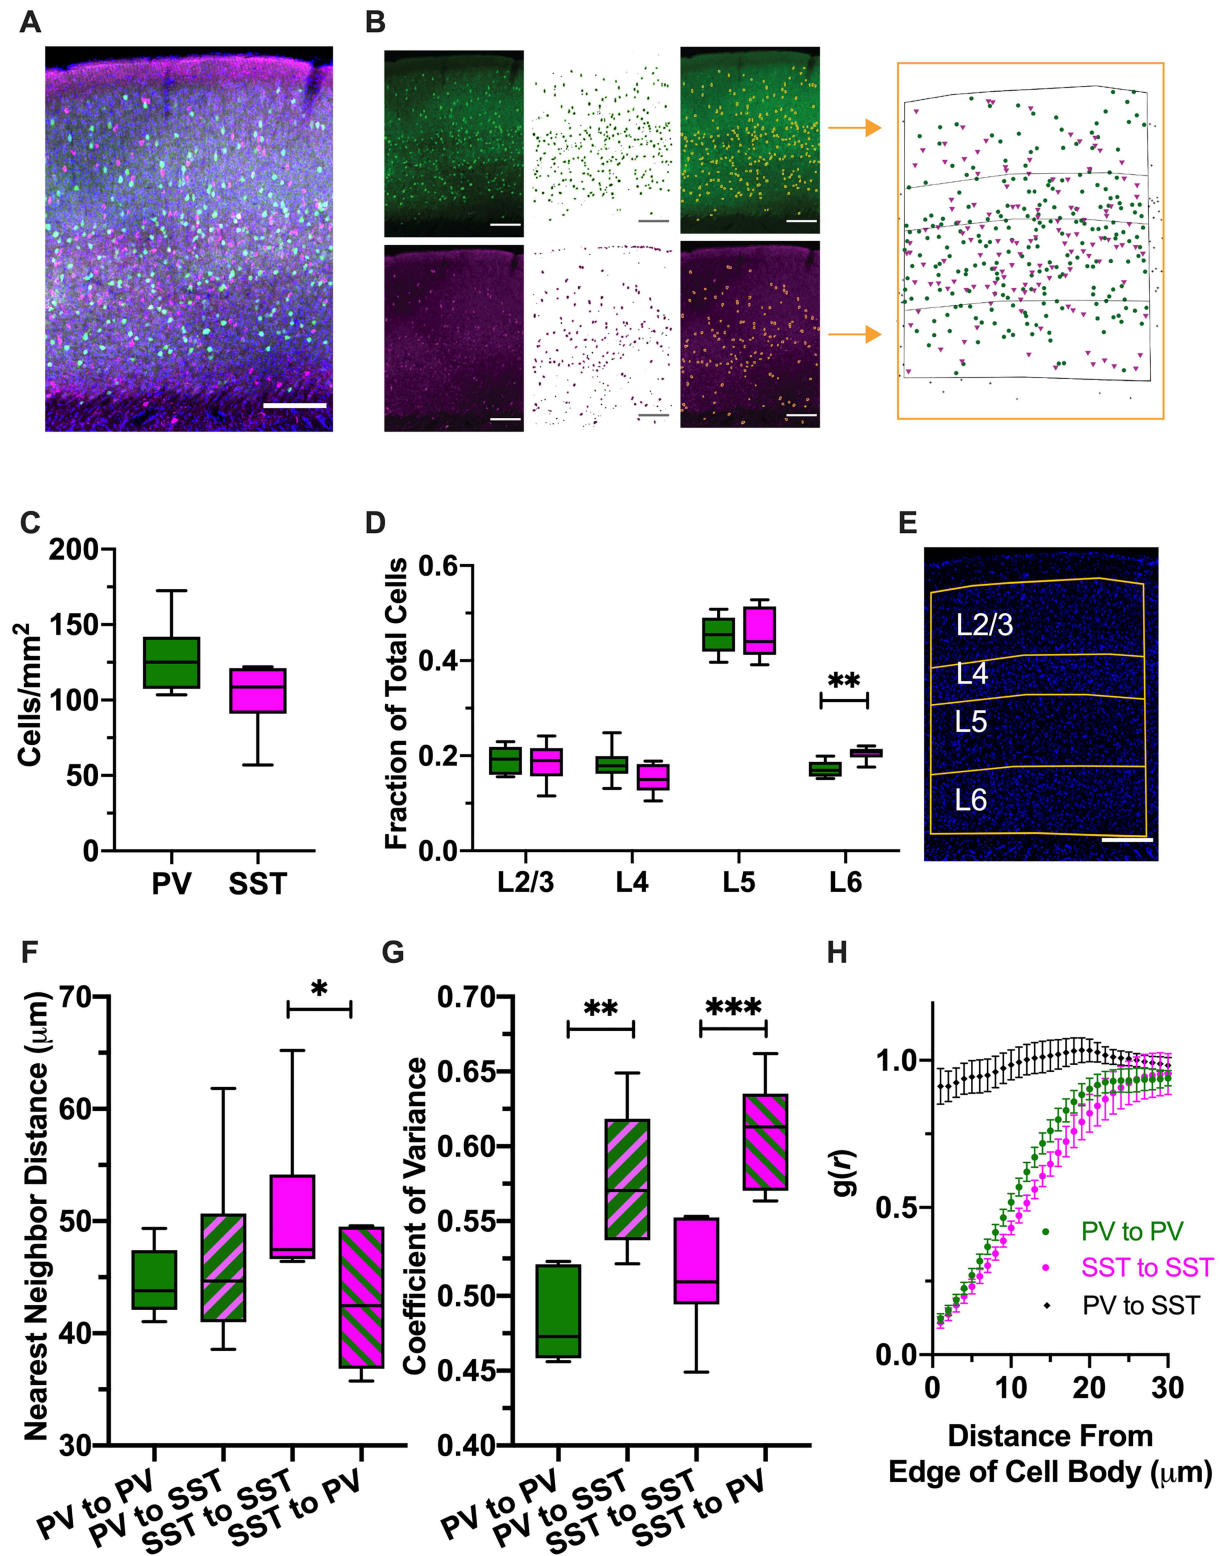 A
B
C
200
150
100
50
0
Cells/mm2
PV
SST
D
0.6
0.4
0.2
0.0
Fraction of Total Cells
**
L2/3
L4
L5
L6
E
L2/3
L4
L5
L6
F
70
60
50
40
30
Nearest Neighbor Distance (μm)
*
PV to PV
PV to SST
SST to SST
SST to PV
G
0.70
0.65
0.60
0.55
0.50
0.45
0.40
Coefficient of Variance
**
***
PV to PV
PV to SST
SST to SST
SST to PV
H
1.0
0.5
0.0
g(r)
PV to PV
SST to SST
PV to SST
0
10
20
30
Distance From
Edge of Cell Body (μm)